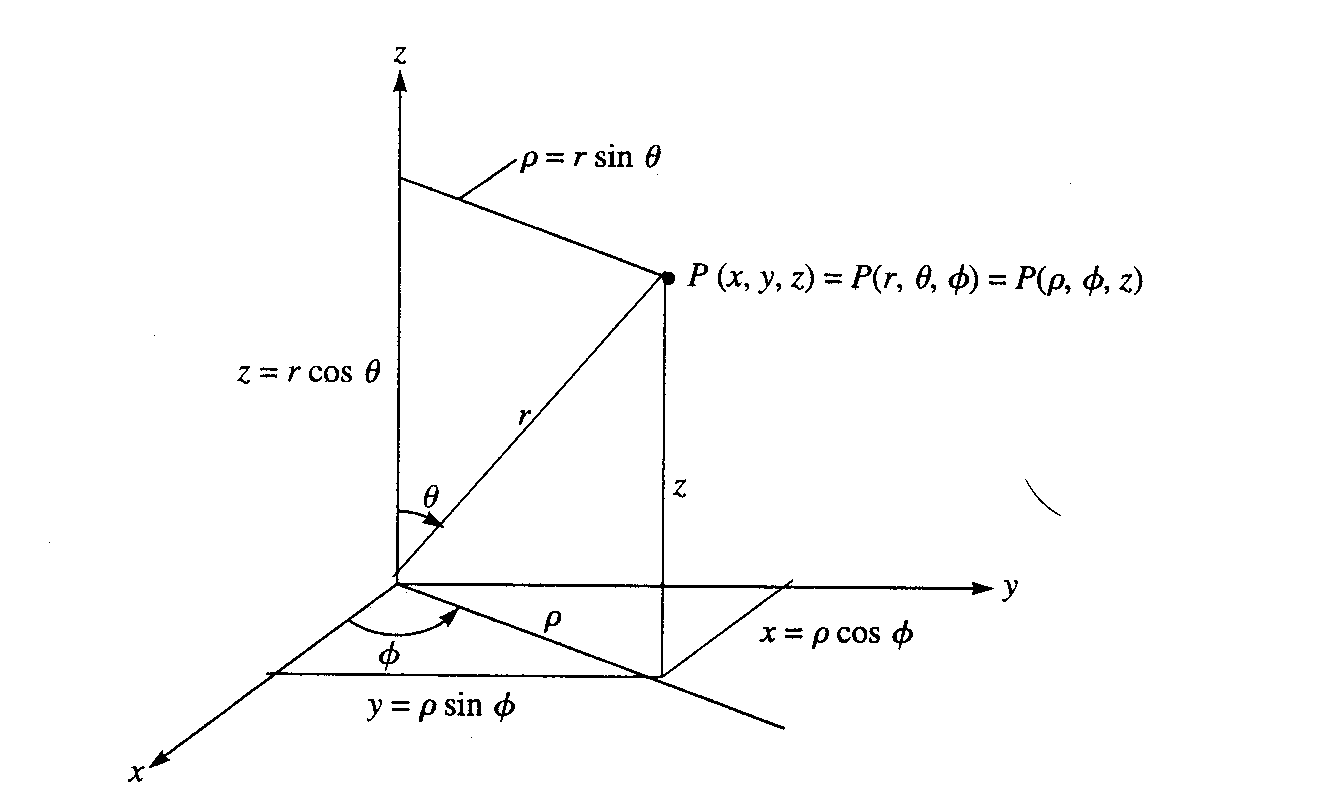 z
ρ = r sin θ
P (x, y, z) = P(r, θ, ϕ) = P(ρ, ϕ, z)
z = r cos θ
r
z
θ
y
ρ
x = ρ cos ϕ
ϕ
y = ρ sin ϕ
x